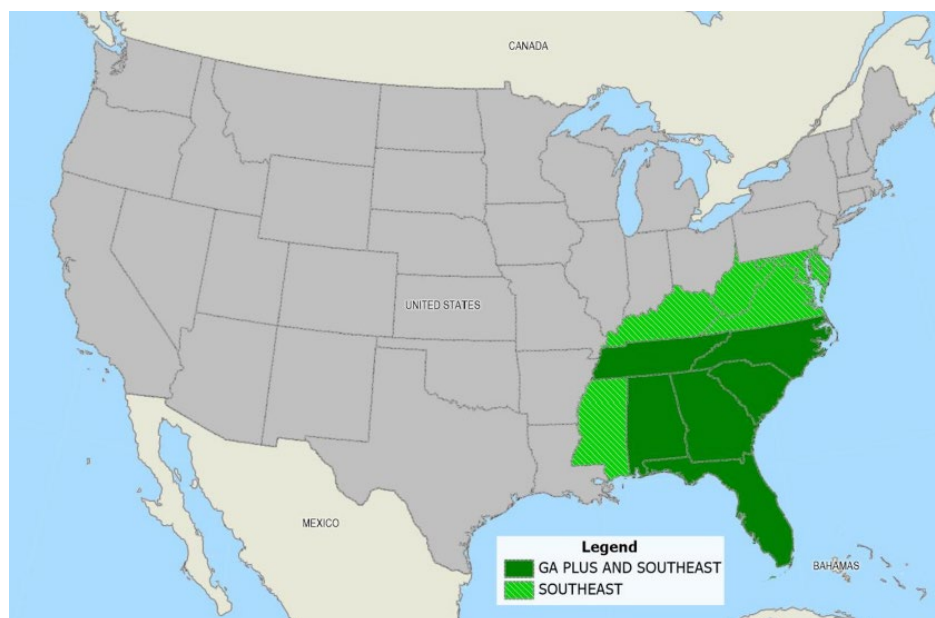 CANADA
UNITED STATES
MEXICO
BAHAMAS
Legend
GA PLUS AND SOUTHEAST
SOUTHEAST